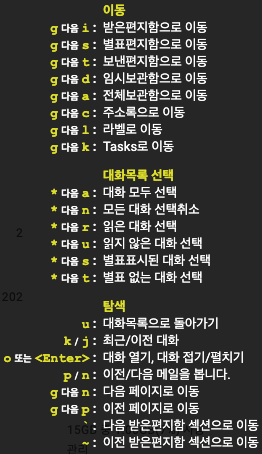 이동
g 다음 i : 받은편지함으로 이동
g 다음 s : 별표편지함으로 이동
g 다음 t : 보낸편지함으로 이동
g 다음 d : 임시보관함으로 이동
g 다음 a : 전체보관함으로 이동
g 다음 c : 주소록으로 이동
g 다음 l : 라벨로 이동
g 다음 k : Tasks로 이동
대화목록 선택
* 다음 a : 대화 모두 선택
* 다음 n : 모든 대화 선택취소
* 다음 r : 읽은 대화 선택
* 다음 u : 읽지 않은 대화 선택
2
* 다음 s : 별표표시된 대화 선택
* 다음 t : 별표 없는 대화 선택
202
탐색
u : 대화목록으로 돌아가기
k / j : 최근/이전 대화
o 또는 <Enter> : 대화 열기, 대화 접기/펼치기
p / n : 이전/다음 메일을 봅니다.
g 다음 n : 다음 페이지로 이동
g 다음 p : 이전 페이지로 이동
` : 다음 받은편지함 섹션으로 이동
~ : 이전 받은편지함 섹션으로 이동
관리